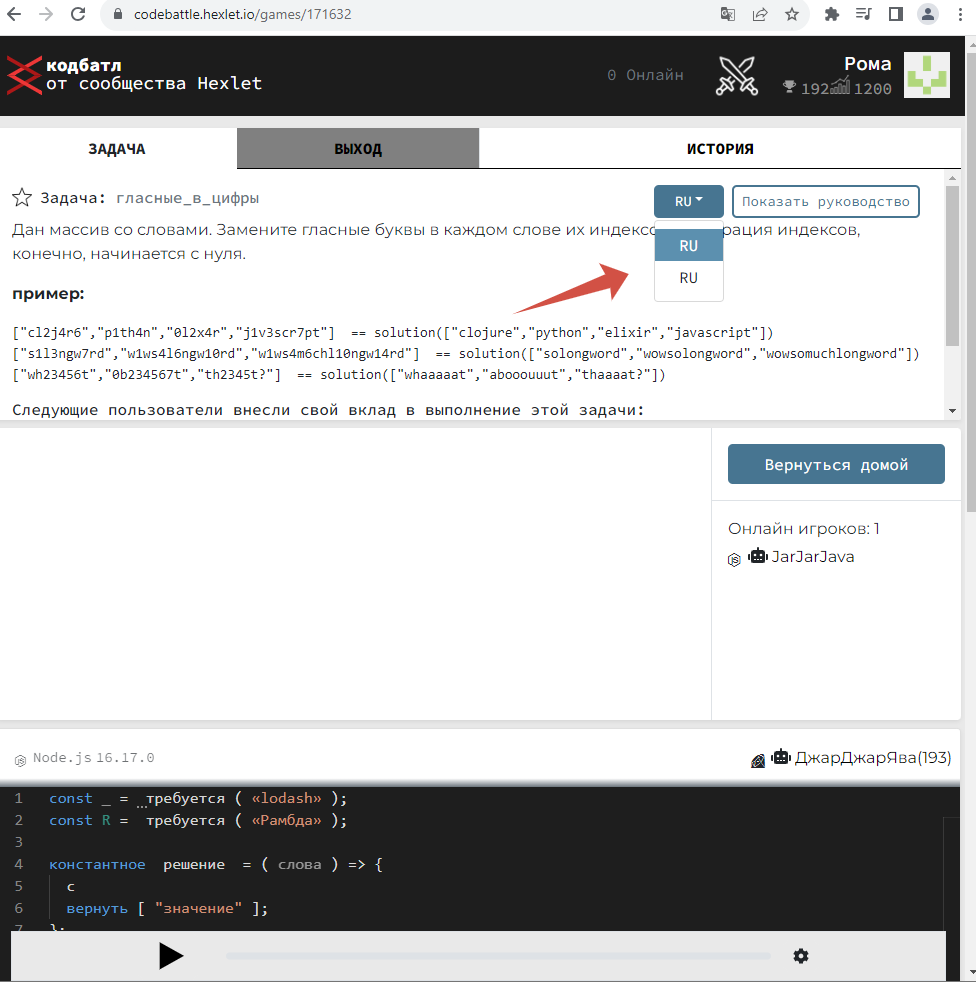 codebattle.hexlet.io/games/171632
кодбатл
от сообщества Hexlet
0 Онлайн
Рома
192 1200
ЗАДАЧА ВЫХОД ИСТОРИЯ
Задача: гласные_в_цифры RU Показать руководство
Дан массив со словами. Замените гласные буквы в каждом слове их индексо рация индексов,
конечно, начинается с нуля.
RU
RU
пример:
["cl2j4r6","p1th4n","0l2x4r","j1v3scr7pt"] == solution(["clojure","python","elixir","javascript"])
["s1l3ngw7rd","w1ws4l6ngw10rd","w1ws4m6chl10ngw14rd"] == solution(["solongword","wowsolongword","wowsomuchlongword"])
["wh23456t","0b234567t","th2345t?"] == solution(["whaaaaat","abooouuut","thaaaat?"])
Следующие пользователи внесли свой вклад в выполнение этой задачи:
Вернуться домой
Онлайн игроков: 1
JarJarJava
Node.js 16.17.0
ДжарДжарЯва(193)
1 const _ = требуется ( «lodash» );
2 const R = требуется ( «Рамбда» );
3
4 константное решение = ( слова ) => {
5 с
6 вернуть [ "значение" ];
7 };